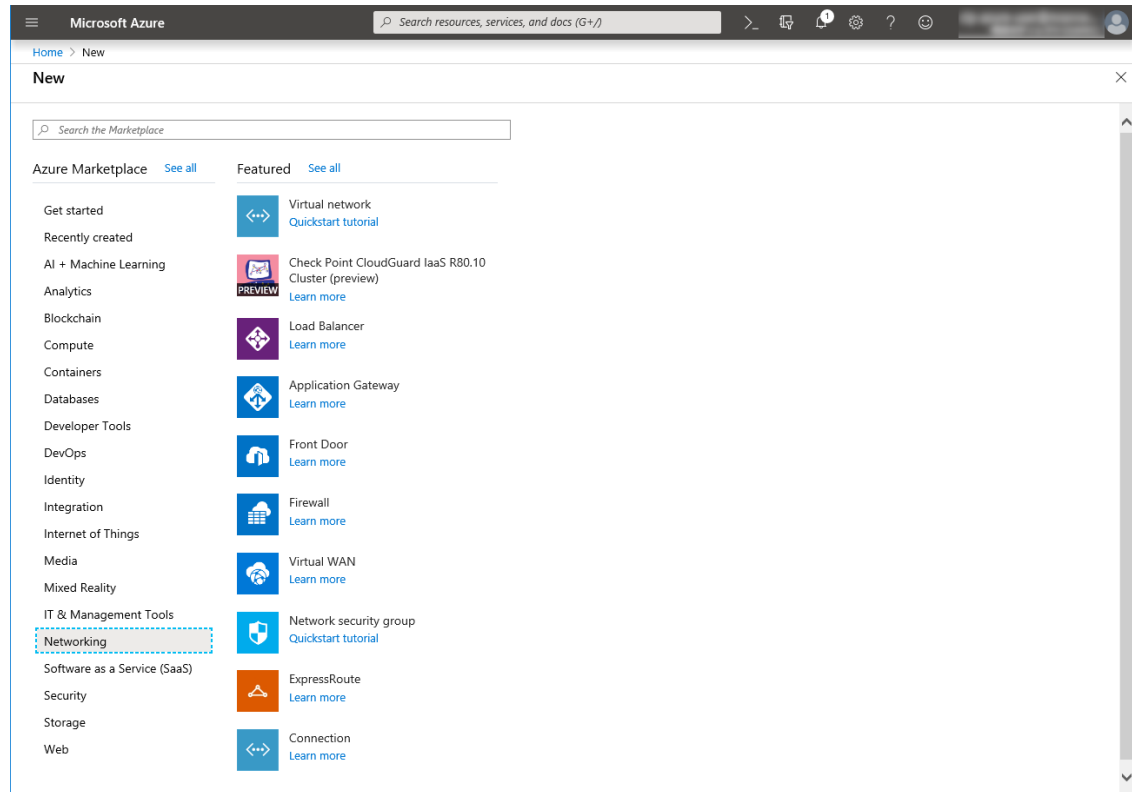 Microsoft Azure
Search resources, services, and docs (G+/)
1
Home > New
New
Search the Marketplace
Azure Marketplace See all
Get started
Recently created
AI + Machine Learning
Analytics
Blockchain
Compute
Containers
Databases
Developer Tools
DevOps
Identity
Integration
Internet of Things
Media
Mixed Reality
IT & Management Tools
Networking
Software as a Service (SaaS)
Security
Storage
Web
Featured See all
Virtual network
Quickstart tutorial
Check Point CloudGuard IaaS R80.10
Cluster (preview)
PREVIEW
Learn more
Load Balancer
Learn more
Application Gateway
Learn more
Front Door
Learn more
Firewall
Learn more
Virtual WAN
Learn more
Network security group
Quickstart tutorial
ExpressRoute
Learn more
Connection
Learn more